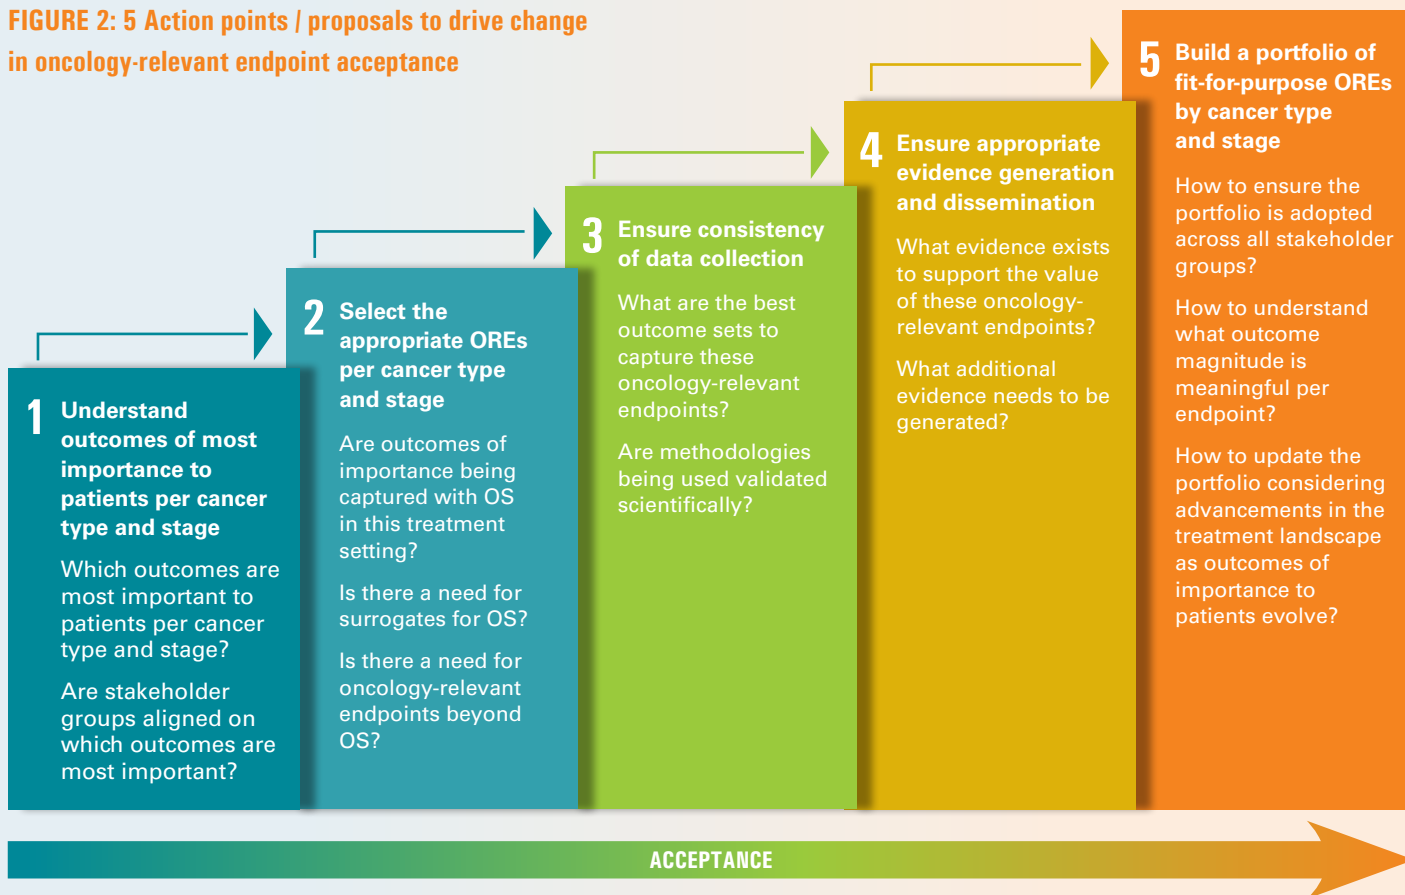 FIGURE 2: 5 Action points / proposals to drive change
in oncology-relevant endpoint acceptance
1 Understand
outcomes of most
importance to
patients per cancer
type and stage
Which outcomes are
most important to
patients per cancer
type and stage?
Are stakeholder
groups aligned on
which outcomes are
most important?
2 Select the
appropriate OREs
per cancer type
and stage
Are outcomes of
importance being
captured with OS
in this treatment
setting?
Is there a need for
surrogates for OS?
Is there a need for
oncology-relevant
endpoints beyond
OS?
3 Ensure consistency
of data collection
What are the best
outcome sets to
capture these
oncology-relevant
endpoints?
Are methodologies
being used validated
scientifically?
4 Ensure appropriate
evidence generation
and dissemination
What evidence exists
to support the value
of these oncology-
relevant endpoints?
What additional
evidence needs to be
generated?
5 Build a portfolio of
fit-for-purpose OREs
by cancer type
and stage
How to ensure the
portfolio is adopted
across all stakeholder
groups?
How to understand
what outcome
magnitude is
meaningful per
endpoint?
How to update the
portfolio considering
advancements in the
treatment landscape
as outcomes of
importance to
patients evolve?
ACCEPTANCE